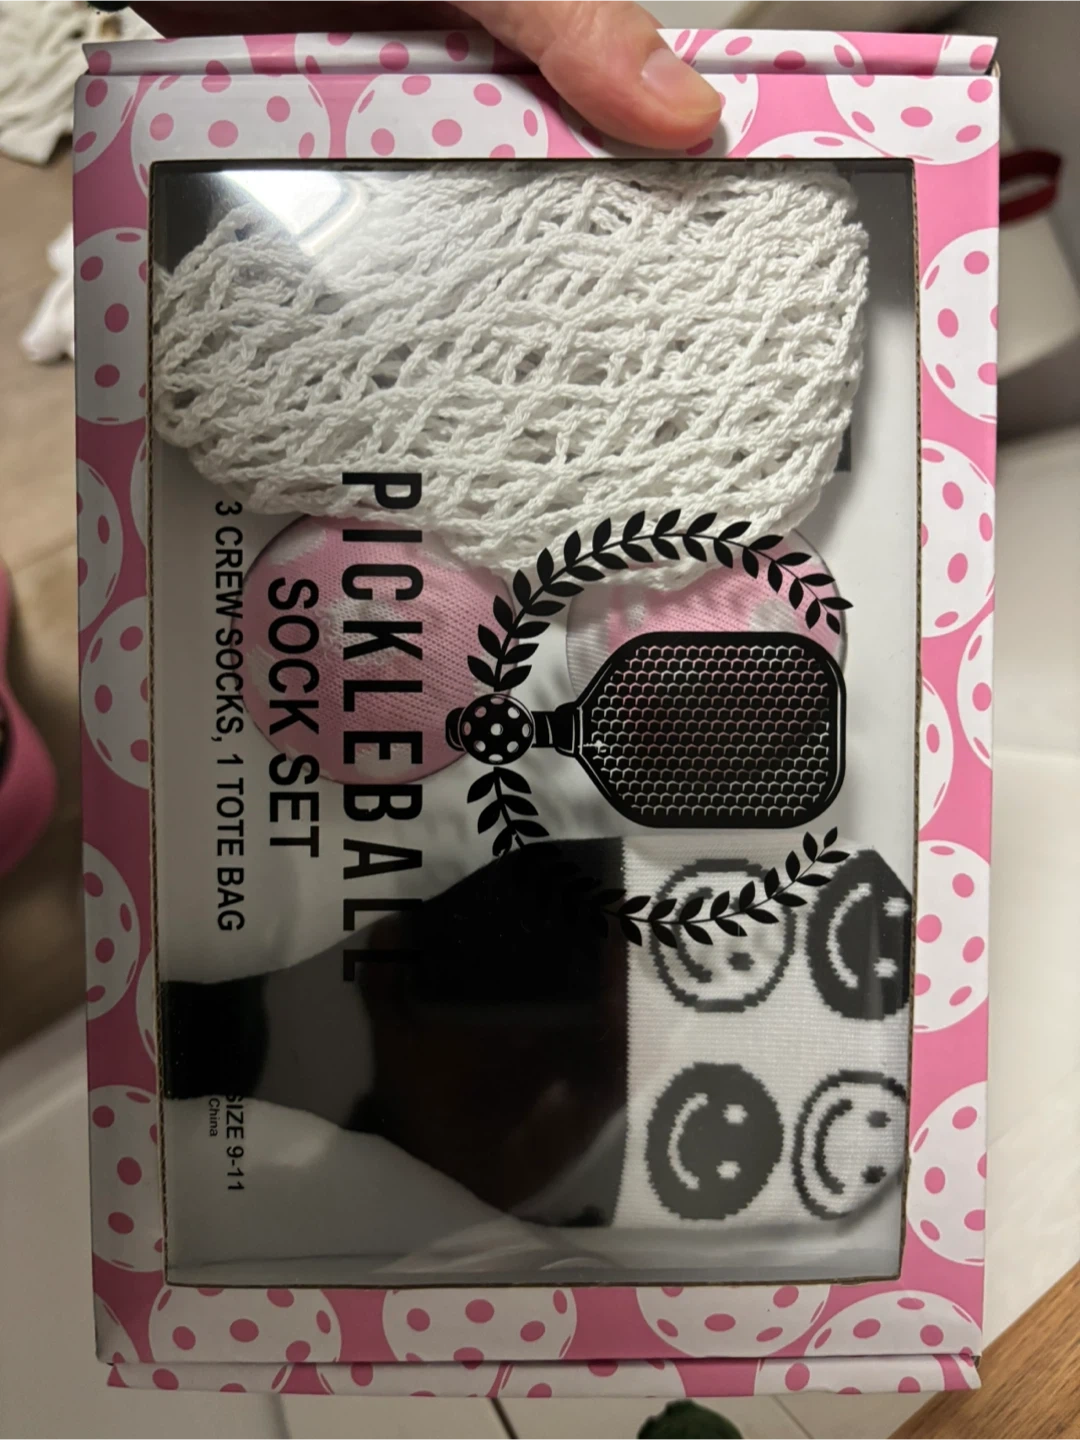 PICKLEBALL
SOCK SET
3 CREW SOCKS, 1 TOTE BAG
SIZE 9-11
China